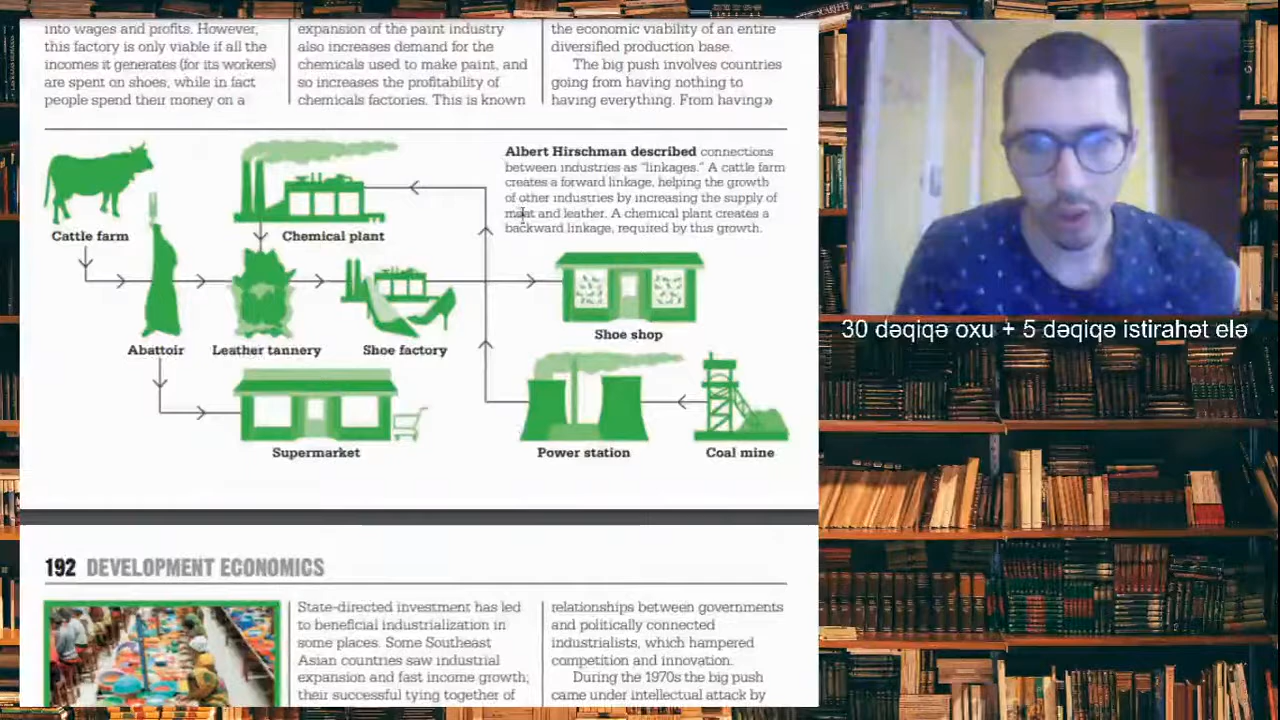 into wages and profits. However,
this factory is only viable if all the
incomes it generates (for its workers)
are spent on shoes, while in fact
people spend their money on a
expansion of the paint industry
also increases demand for the
chemicals used to make paint, and
so increases the profitability of
chemicals factories. This is known
the economic viability of an entire
diversified production base.
The big push involves countries
going from having nothing to
having everything. From having»
Albert Hirschman described connections
between industries as “linkages.” A cattle farm
creates a forward linkage, helping the growth
of other industries by increasing the supply of
meat and leather. A chemical plant creates a
backward linkage, required by this growth.
Cattle farm
Chemical plant
Abattoir
Leather tannery
Shoe factory
Shoe shop
Supermarket
Power station
Coal mine
30 dəqiqə oxu + 5 dəqiqə istirahət elə
192 DEVELOPMENT ECONOMICS
State-directed investment has led
to beneficial industrialization in
some places. Some Southeast
Asian countries saw industrial
expansion and fast income growth;
their successful tying together of
relationships between governments
and politically connected
industrialists, which hampered
competition and innovation.
During the 1970s the big push
came under intellectual attack by